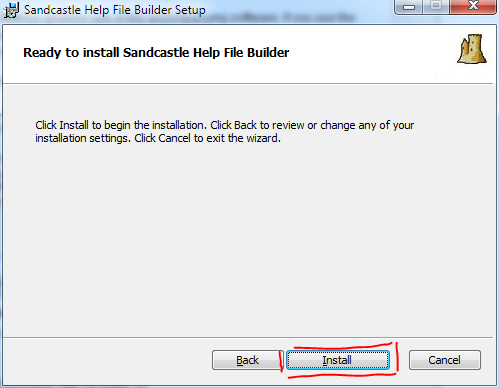 Sandcastle Help File Builder Setup
Ready to install Sandcastle Help File Builder
Click Install to begin the installation. Click Back to review or change any of your
installation settings. Click Cancel to exit the wizard.
Back Install Cancel